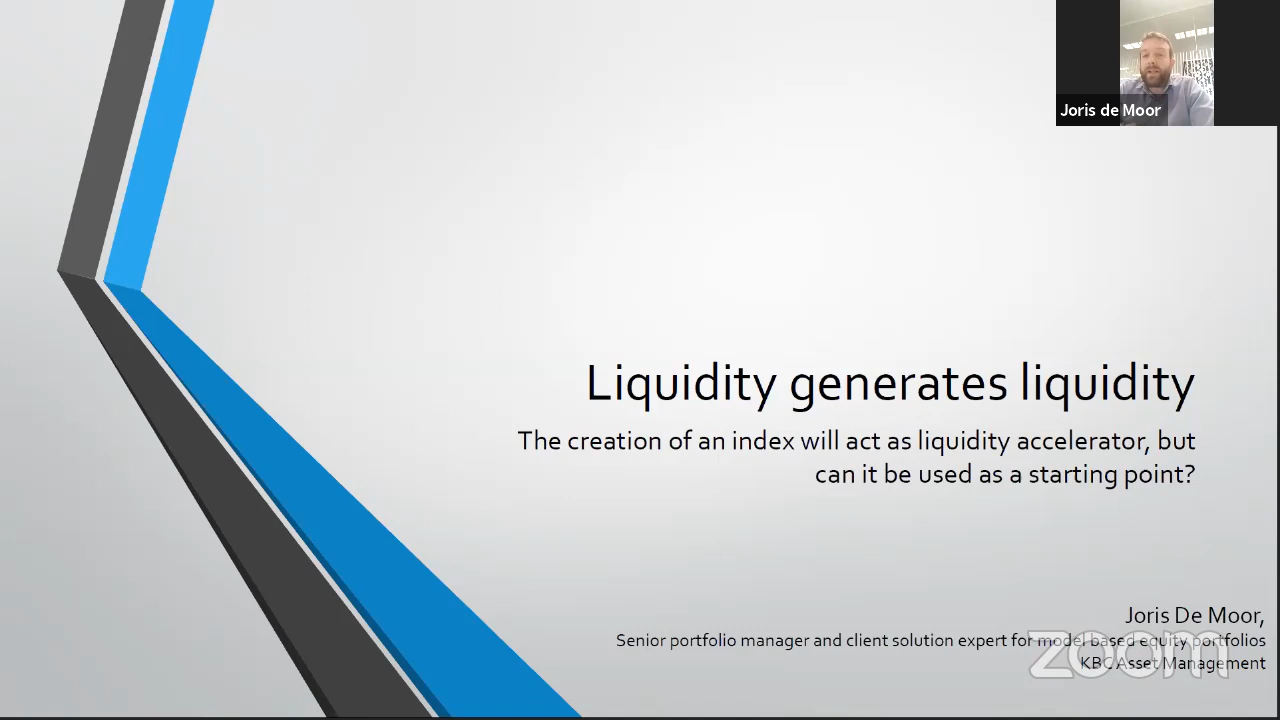 Joris de Moor
Liquidity generates liquidity
The creation of an index will act as liquidity accelerator, but
can it be used as a starting point?
Joris De Moor,
Senior portfolio manager and client solution expert for model based equity portfolios
KBC Asset Management
zoom